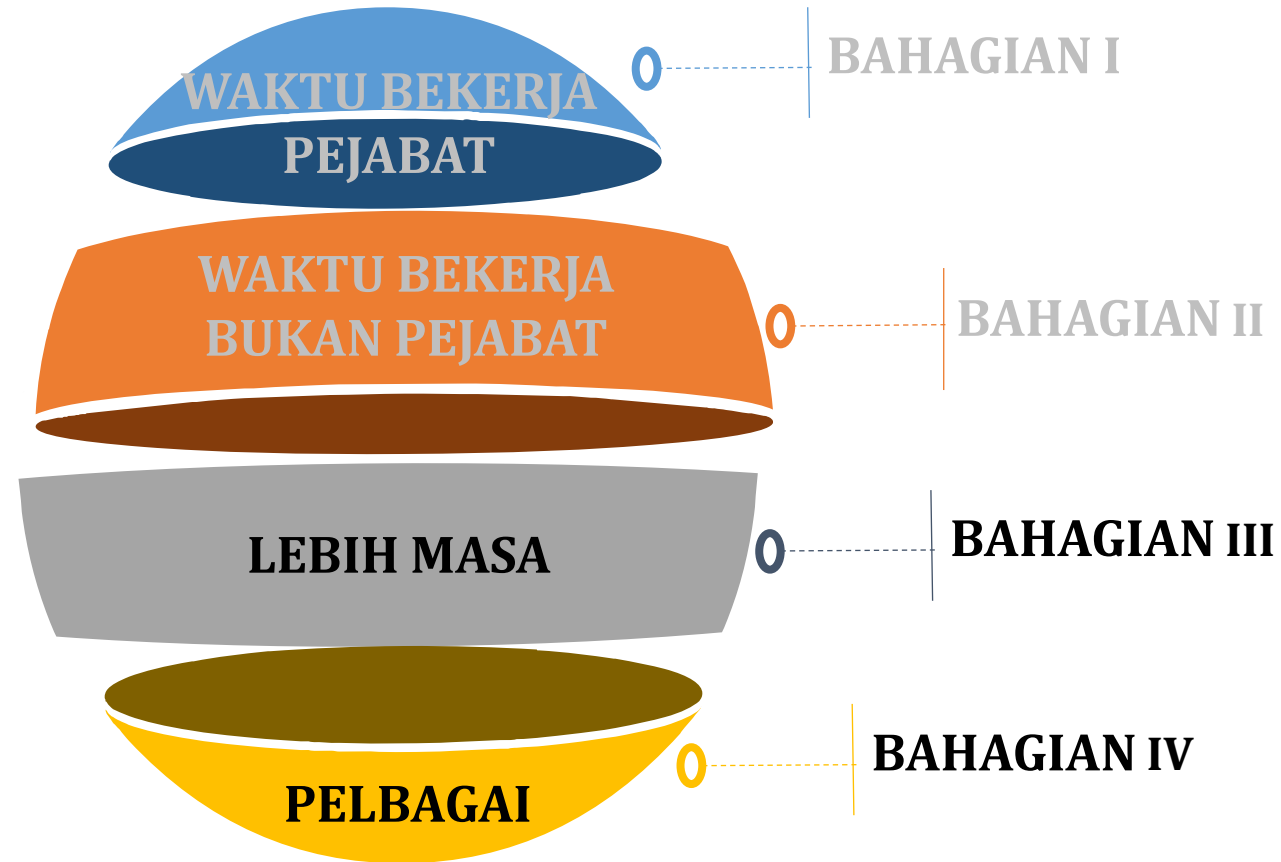 WAKTU BEKERJA
PEJABAT
BAHAGIAN I
WAKTU BEKERJA
BUKAN PEJABAT
BAHAGIAN II
LEBIH MASA
BAHAGIAN III
PELBAGAI
BAHAGIAN IV